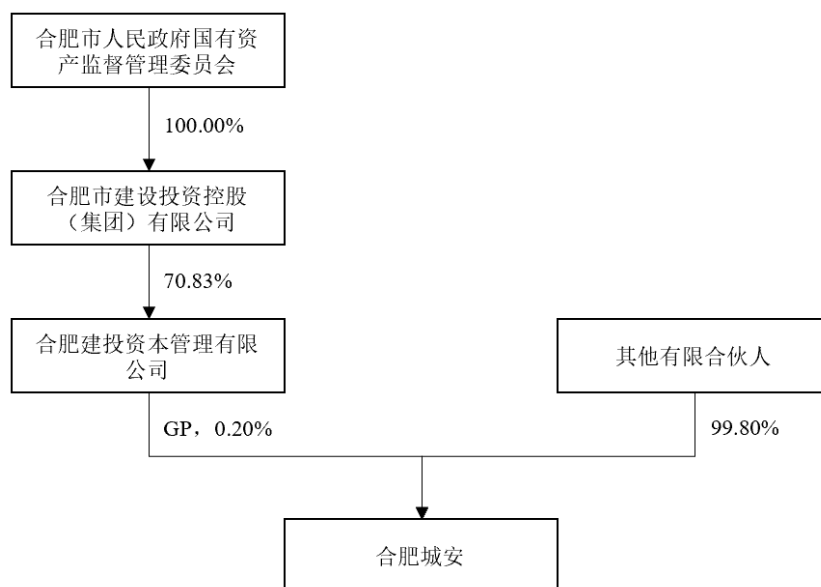 合肥市人民政府国有资
产监督管理委员会
100.00%
合肥市建设投资控股
（集团）有限公司
70.83%
合肥建投资本管理有限
公司
其他有限合伙人
GP，0.20%
99.80%
合肥城安